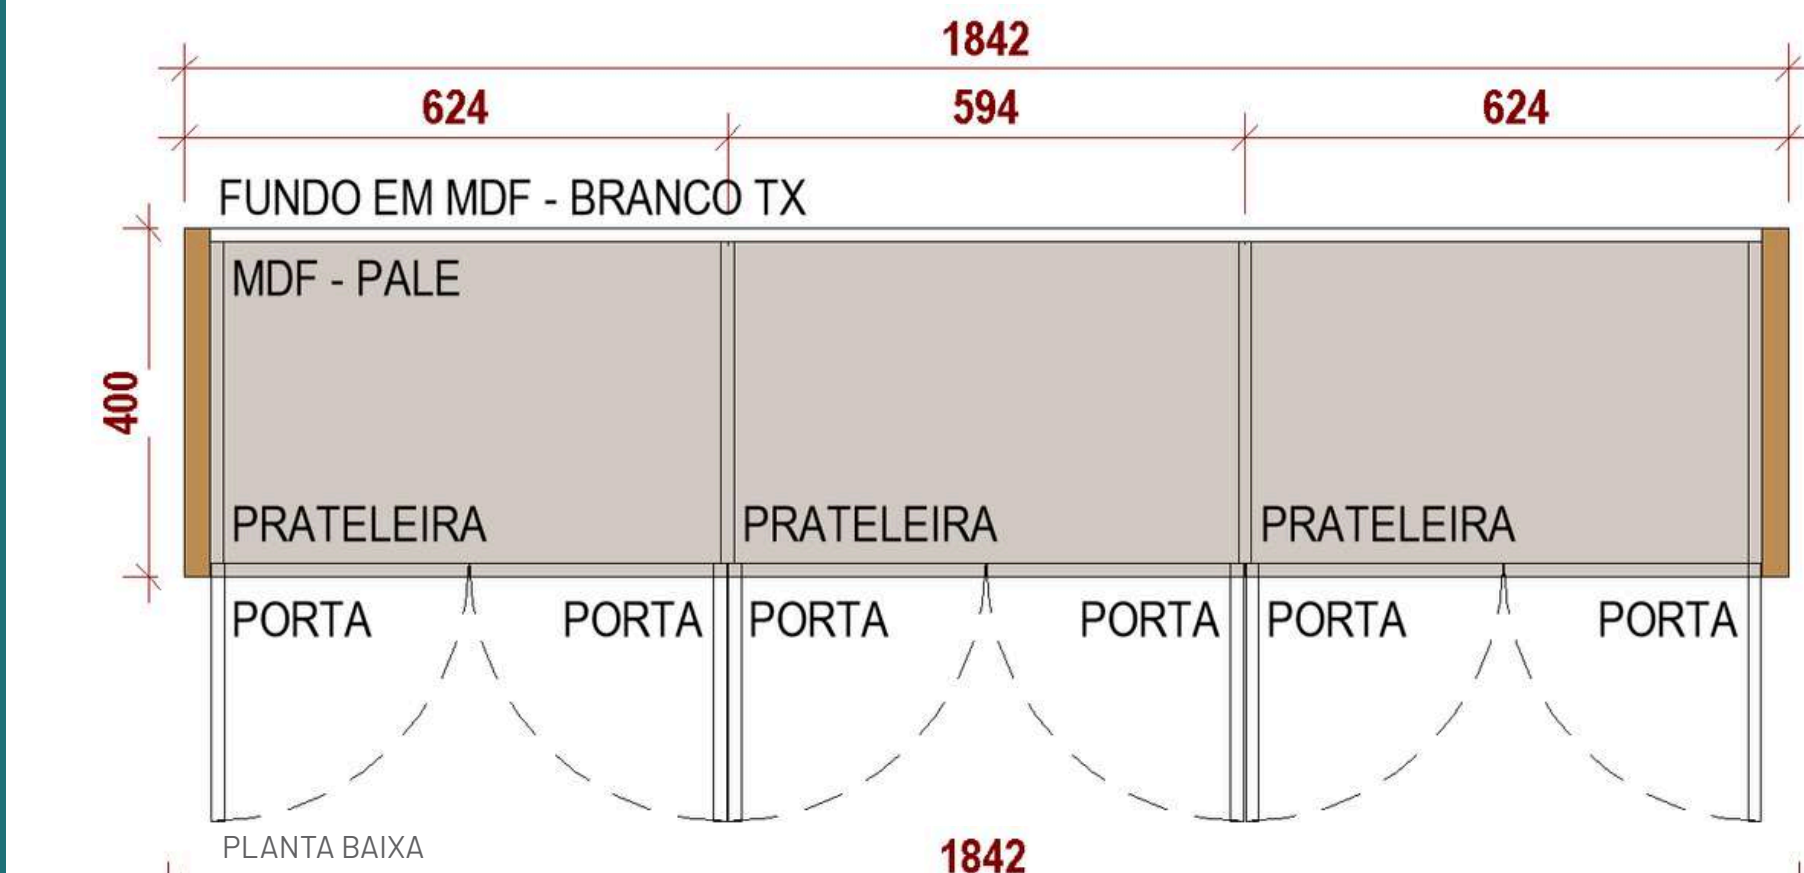 1842
624 594 624
FUNDO EM MDF - BRANCO TX
MDF - PALE
400
PRATELEIRA PRATELEIRA PRATELEIRA
PORTA PORTA PORTA PORTA PORTA PORTA
PLANTA BAIXA
1842